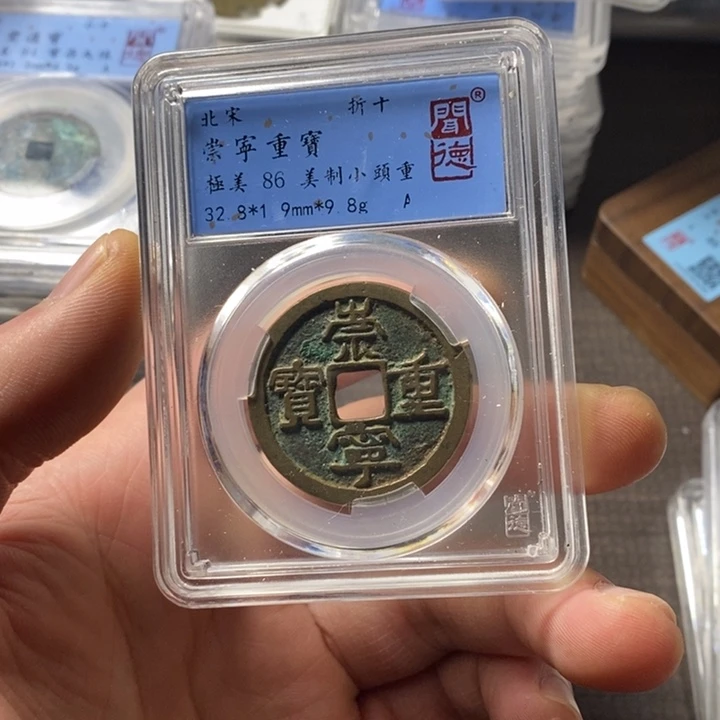 北宋 折十
崇寧重寶
極美 86 美制小頭重
32.8*1.9mm*9.8g A
聞德®
崇寧重寶